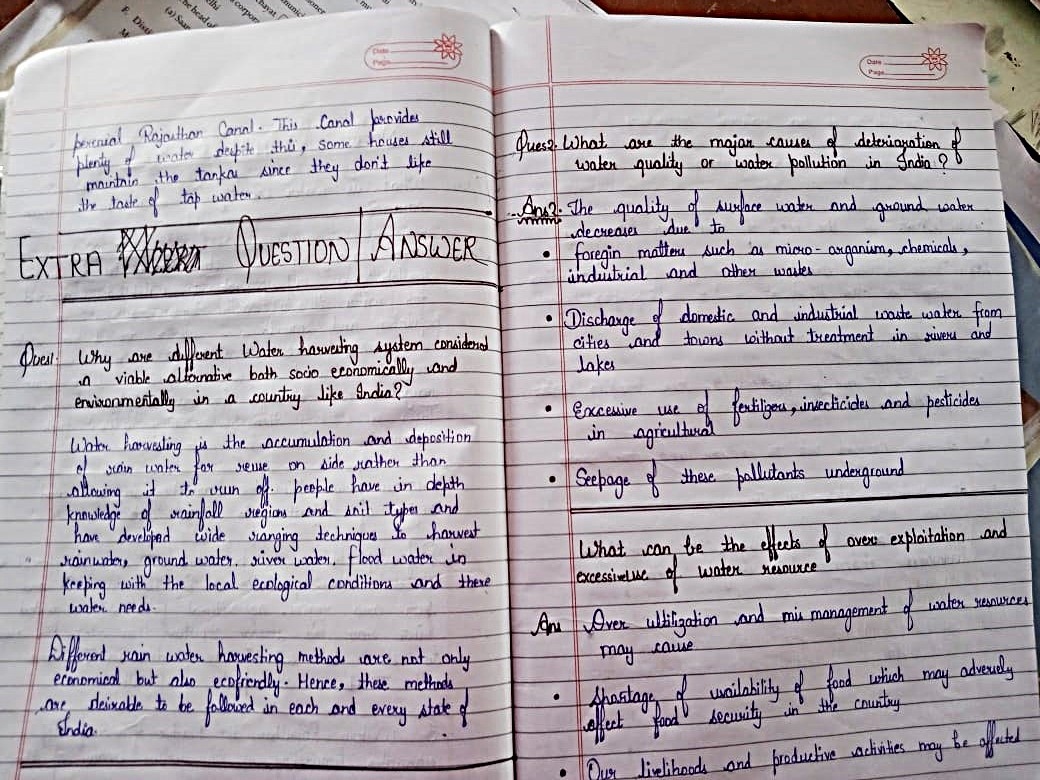 perenial Rajasthan Canal. This Canal provides
plenty of water despite this, some houses still
maintain the tankas since they don't like
the taste of tap water.
EXTRA QUESTION | ANSWER
Ques1. Why are different Water harvesting system considered
a viable alternative both socio economically and
environmentally in a country like India?
Water harvesting is the accumulation and deposition
of rain water for reuse on side rather than
allowing it to run off. people have in depth
knowledge of rainfall regions and soil types and
have developed wide ranging techniques to harvest
rainwater, ground water, river water, flood water in
keeping with the local ecological conditions and there
water needs.
Different rain water harvesting methods are not only
economical but also ecofriendly. Hence, these methods
are desirable to be followed in each and every state of
India.
Date
Page
Ques2. What are the major causes of deterioration of
water quality or water pollution in India?
Ans2. The quality of surface water and ground water
decreases due to
• foregin matters such as micro-organism, chemicals,
industrial and other wastes
• Discharge of domestic and industrial waste water from
cities and towns without treatment in rivers and
lakes
• Excessive use of fertilizers, insecticides and pesticides
in agricultural
• Seepage of these pollutants underground
What can be the effects of over exploitation and
excessive use of water resource
Ans Over ultilization and mis management of water resources
may cause
• Shortage of availability of food which may adversely
affect food security in the country
• Our livelihoods and productive activities may be affected
Date
Page